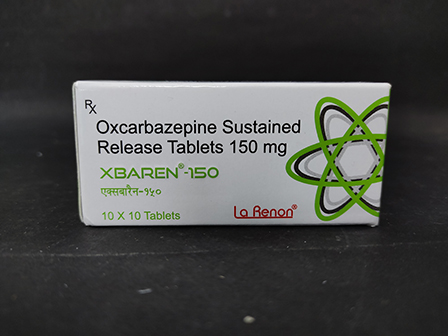 Rx
Oxcarbazepine Sustained
Release Tablets 150 mg
XBAREN®-150
एक्सबारैन-१५०
10 X 10 Tablets
La Renon®